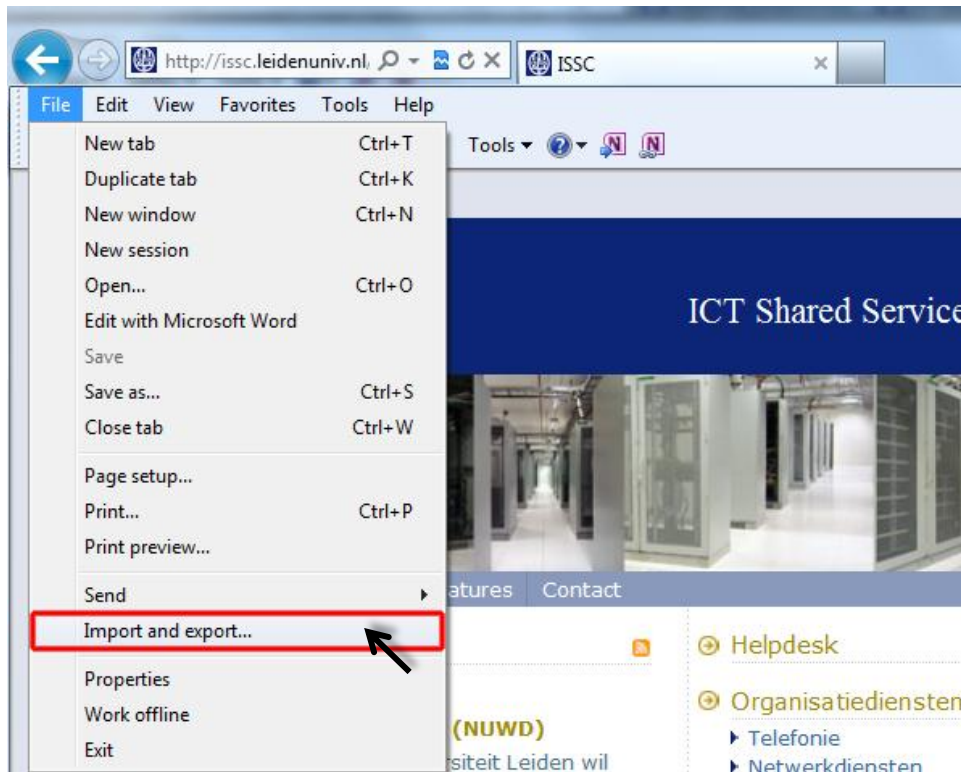 http://issc.leidenuniv.nl,
ISSC
File Edit View Favorites Tools Help
Tools
New tab Ctrl+T
Duplicate tab Ctrl+K
New window Ctrl+N
New session
Open... Ctrl+O
Edit with Microsoft Word
Save
Save as... Ctrl+S
Close tab Ctrl+W
Page setup...
Print... Ctrl+P
Print preview...
Send
Import and export...
Properties
Work offline
Exit
ICT Shared Service
atures Contact
(NUWD)
rsiteit Leiden wil
Helpdesk
Organisatiediensten
Telefonie
Netwerkdiensten